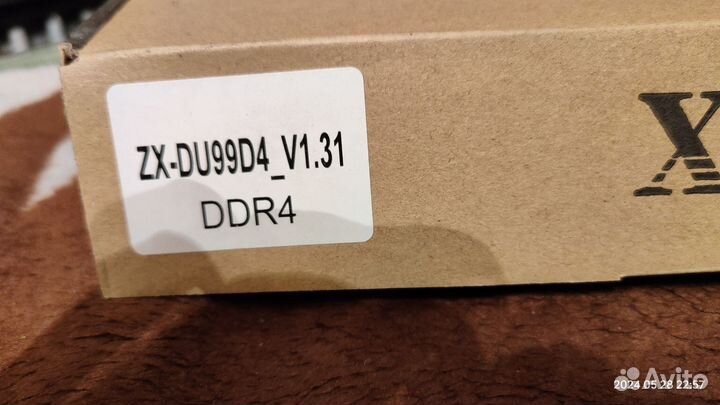 ZX-DU99D4_V1.31
DDR4
X
2024.05.28 22:57
Avito